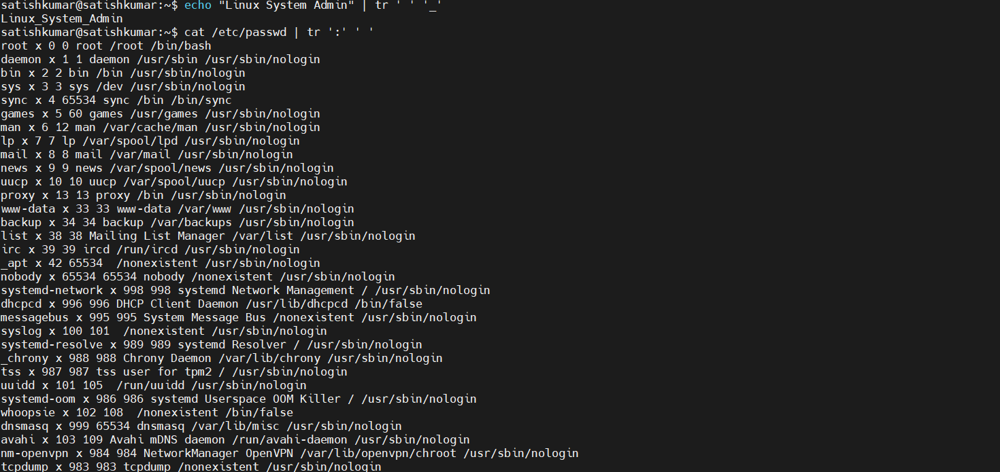 satishkumar@satishkumar:~$ echo "Linux System Admin" | tr ' ' '_'
Linux_System_Admin
satishkumar@satishkumar:~$ cat /etc/passwd | tr ':' ' '
root x 0 0 root /root /bin/bash
daemon x 1 1 daemon /usr/sbin /usr/sbin/nologin
bin x 2 2 bin /bin /usr/sbin/nologin
sys x 3 3 sys /dev /usr/sbin/nologin
sync x 4 65534 sync /bin /bin/sync
games x 5 60 games /usr/games /usr/sbin/nologin
man x 6 12 man /var/cache/man /usr/sbin/nologin
lp x 7 7 lp /var/spool/lpd /usr/sbin/nologin
mail x 8 8 mail /var/mail /usr/sbin/nologin
news x 9 9 news /var/spool/news /usr/sbin/nologin
uucp x 10 10 uucp /var/spool/uucp /usr/sbin/nologin
proxy x 13 13 proxy /bin /usr/sbin/nologin
www-data x 33 33 www-data /var/www /usr/sbin/nologin
backup x 34 34 backup /var/backups /usr/sbin/nologin
list x 38 38 Mailing List Manager /var/list /usr/sbin/nologin
irc x 39 39 ircd /run/ircd /usr/sbin/nologin
_apt x 42 65534  /nonexistent /usr/sbin/nologin
nobody x 65534 65534 nobody /nonexistent /usr/sbin/nologin
systemd-network x 998 998 systemd Network Management / /usr/sbin/nologin
dhcpcd x 996 996 DHCP Client Daemon /usr/lib/dhcpcd /bin/false
messagebus x 995 995 System Message Bus /nonexistent /usr/sbin/nologin
syslog x 100 101  /nonexistent /usr/sbin/nologin
systemd-resolve x 989 989 systemd Resolver / /usr/sbin/nologin
_chrony x 988 988 Chrony Daemon /var/lib/chrony /usr/sbin/nologin
tss x 987 987 tss user for tpm2 / /usr/sbin/nologin
uuidd x 101 105  /run/uuidd /usr/sbin/nologin
systemd-oom x 986 986 systemd Userspace OOM Killer / /usr/sbin/nologin
whoopsie x 102 108  /nonexistent /bin/false
dnsmasq x 999 65534 dnsmasq /var/lib/misc /usr/sbin/nologin
avahi x 103 109 Avahi mDNS daemon /run/avahi-daemon /usr/sbin/nologin
nm-openvpn x 984 984 NetworkManager OpenVPN /var/lib/openvpn/chroot /usr/sbin/nologin
tcpdump x 983 983 tcpdump /nonexistent /usr/sbin/nologin